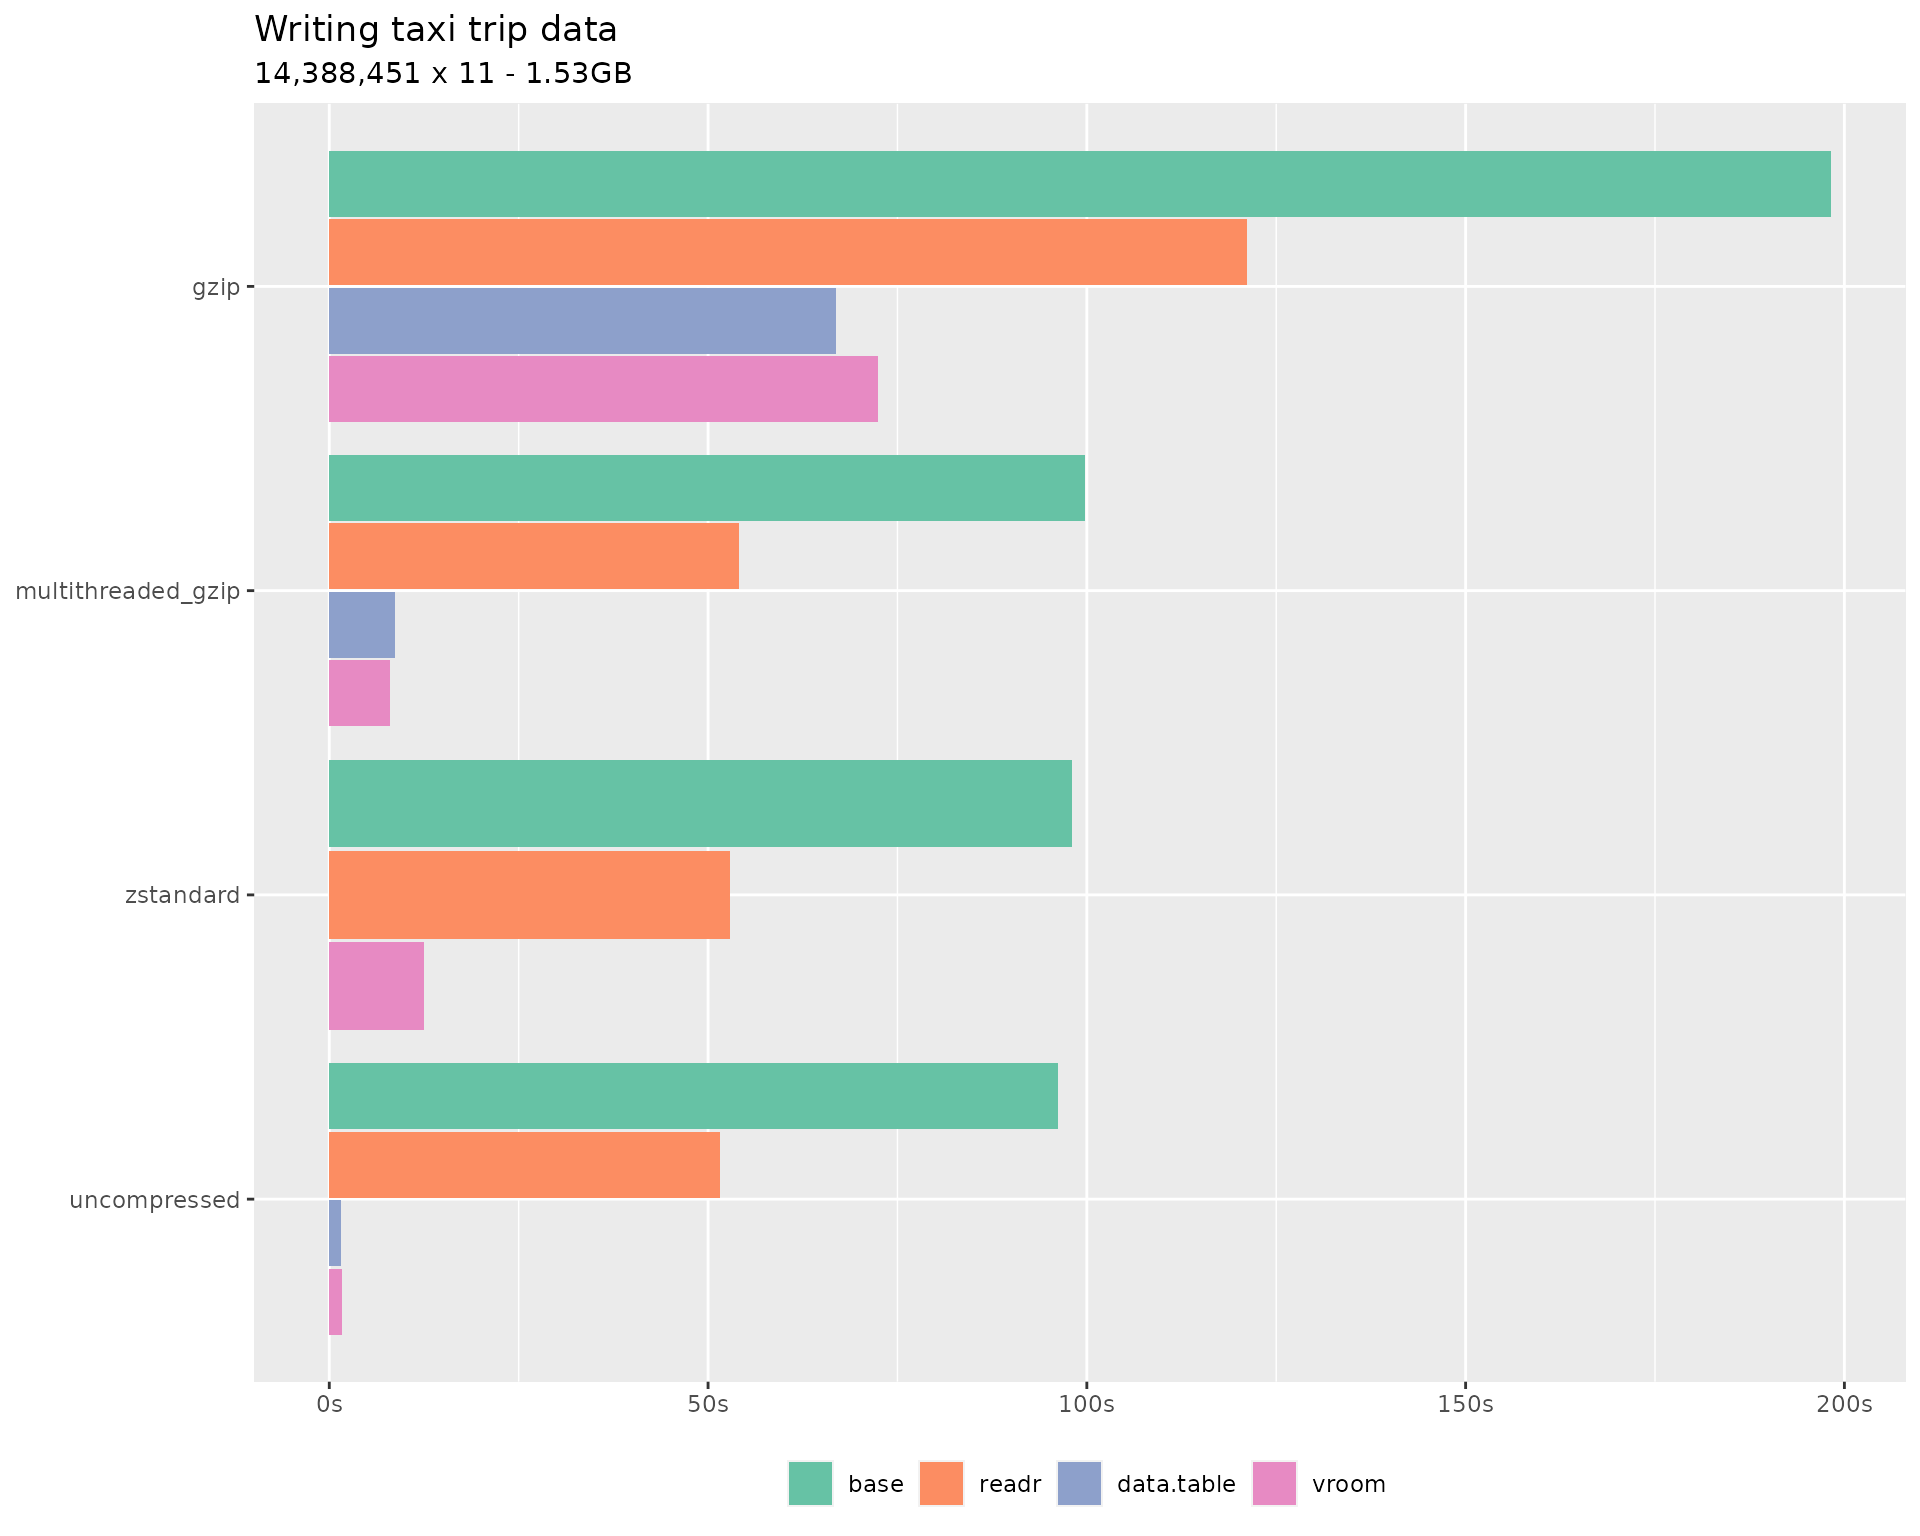 Writing taxi trip data
14,388,451 x 11 - 1.53GB
gzip
multithreaded_gzip
zstandard
uncompressed
0s 50s 100s 150s 200s
base readr data.table vroom